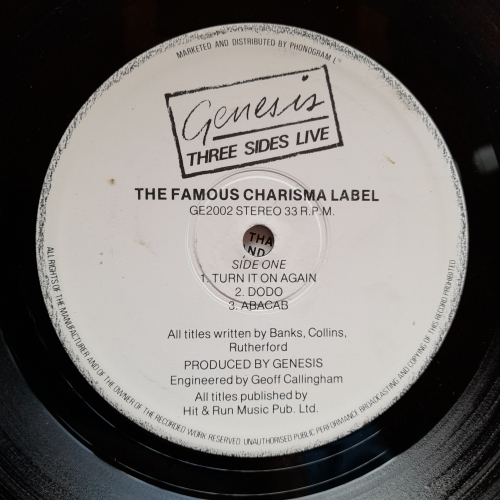 MARKETED AND DISTRIBUTED BY PHONOGRAM LTD
Genesis
THREE SIDES LIVE
THE FAMOUS CHARISMA LABEL
GE2002 STEREO 33 R.P.M.
THA
ND
SIDE ONE
1. TURN IT ON AGAIN
2. DODO
3. ABACAB
All titles written by Banks, Collins,
Rutherford
PRODUCED BY GENESIS
Engineered by Geoff Callingham
All titles published by
Hit & Run Music Pub. Ltd.
ALL RIGHTS OF THE MANUFACTURER AND OF THE OWNER OF THE RECORDED WORK RESERVED. UNAUTHORISED PUBLIC PERFORMANCE BROADCASTING AND COPYING OF THIS RECORD PROHIBITED